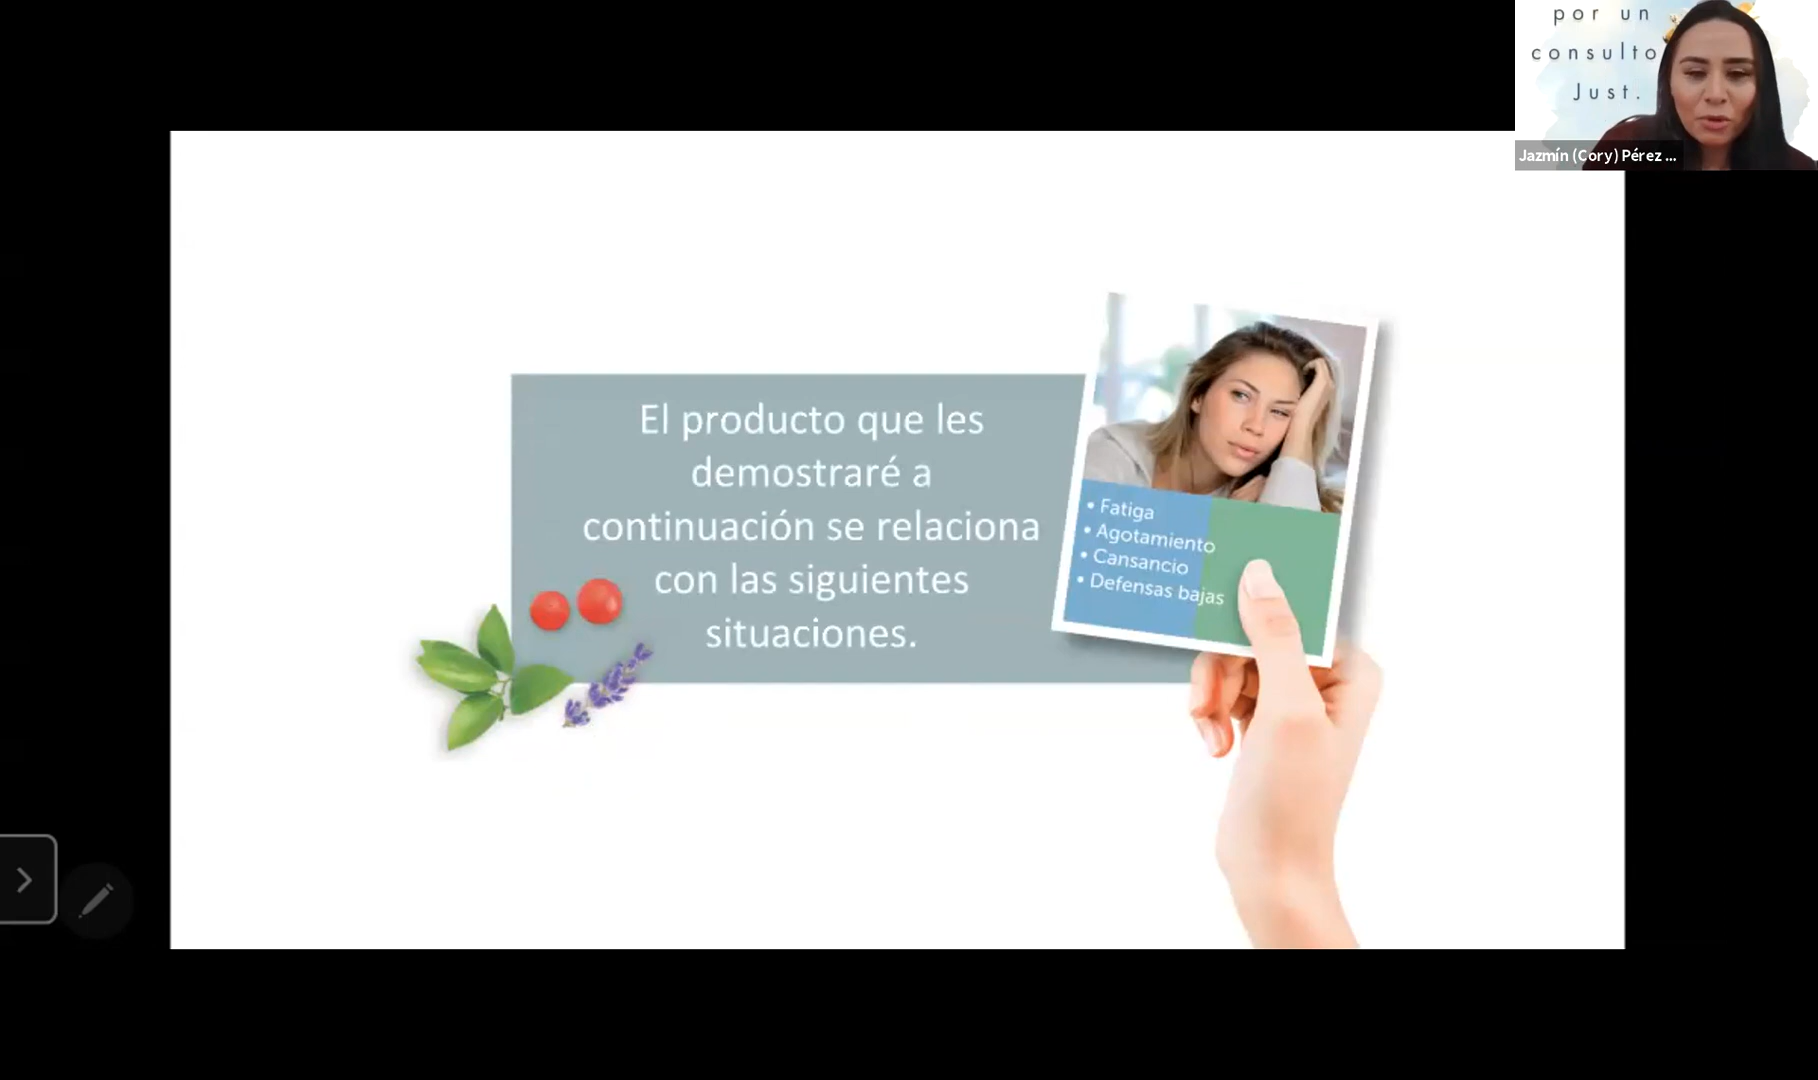 por un
consulto
Just.
Jazmín (Cory) Pérez ...
El producto que les
demostraré a
continuación se relaciona
con las siguientes
situaciones.
• Fatiga
• Agotamiento
• Cansancio
• Defensas bajas